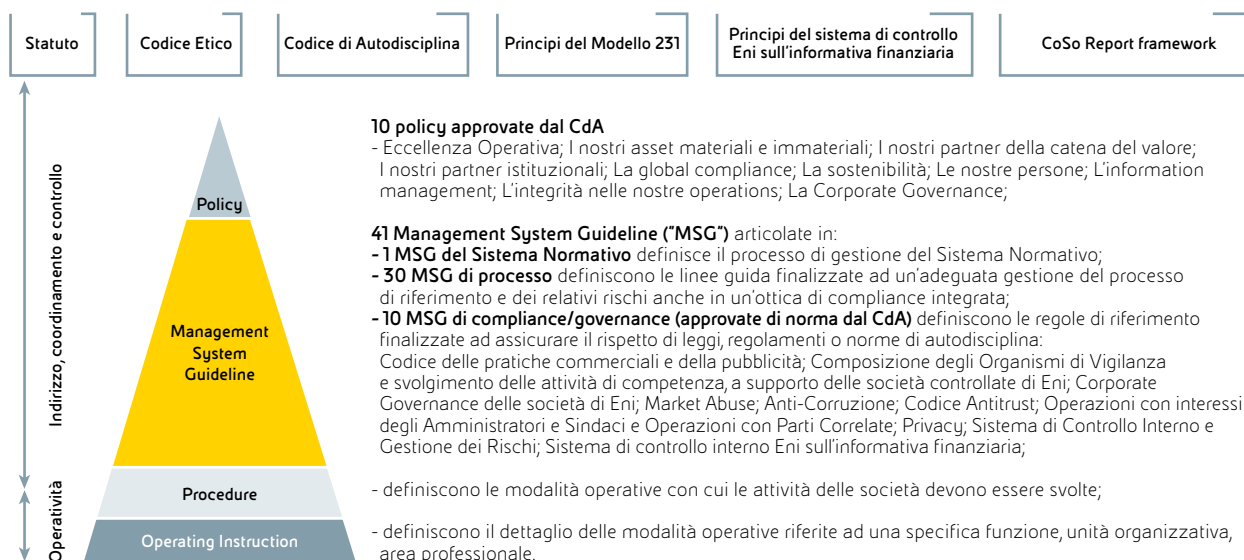 Statuto
Codice Etico
Codice di Autodisciplina
Principi del Modello 231
Principi del sistema di controllo
Eni sull'informativa finanziaria
CoSo Report framework
Indirizzo, coordinamento e controllo
Operatività
Policy
Management
System
Guideline
Procedure
Operating Instruction
10 policy approvate dal CdA
- Eccellenza Operativa; I nostri asset materiali e immateriali; I nostri partner della catena del valore;
I nostri partner istituzionali; La global compliance; La sostenibilità; Le nostre persone; L'information
management; L'integrità nelle nostre operations; La Corporate Governance;
41 Management System Guideline ("MSG") articolate in:
- 1 MSG del Sistema Normativo definisce il processo di gestione del Sistema Normativo;
- 30 MSG di processo definiscono le linee guida finalizzate ad un'adeguata gestione del processo
di riferimento e dei relativi rischi anche in un'ottica di compliance integrata;
- 10 MSG di compliance/governance (approvate di norma dal CdA) definiscono le regole di riferimento
finalizzate ad assicurare il rispetto di leggi, regolamenti o norme di autodisciplina:
Codice delle pratiche commerciali e della pubblicità; Composizione degli Organismi di Vigilanza
e svolgimento delle attività di competenza, a supporto delle società controllate di Eni; Corporate
Governance delle società di Eni; Market Abuse; Anti-Corruzione; Codice Antitrust; Operazioni con interessi
degli Amministratori e Sindaci e Operazioni con Parti Correlate; Privacy; Sistema di Controllo Interno e
Gestione dei Rischi; Sistema di controllo interno Eni sull'informativa finanziaria;
- definiscono le modalità operative con cui le attività delle società devono essere svolte;
- definiscono il dettaglio delle modalità operative riferite ad una specifica funzione, unità organizzativa,
area professionale.